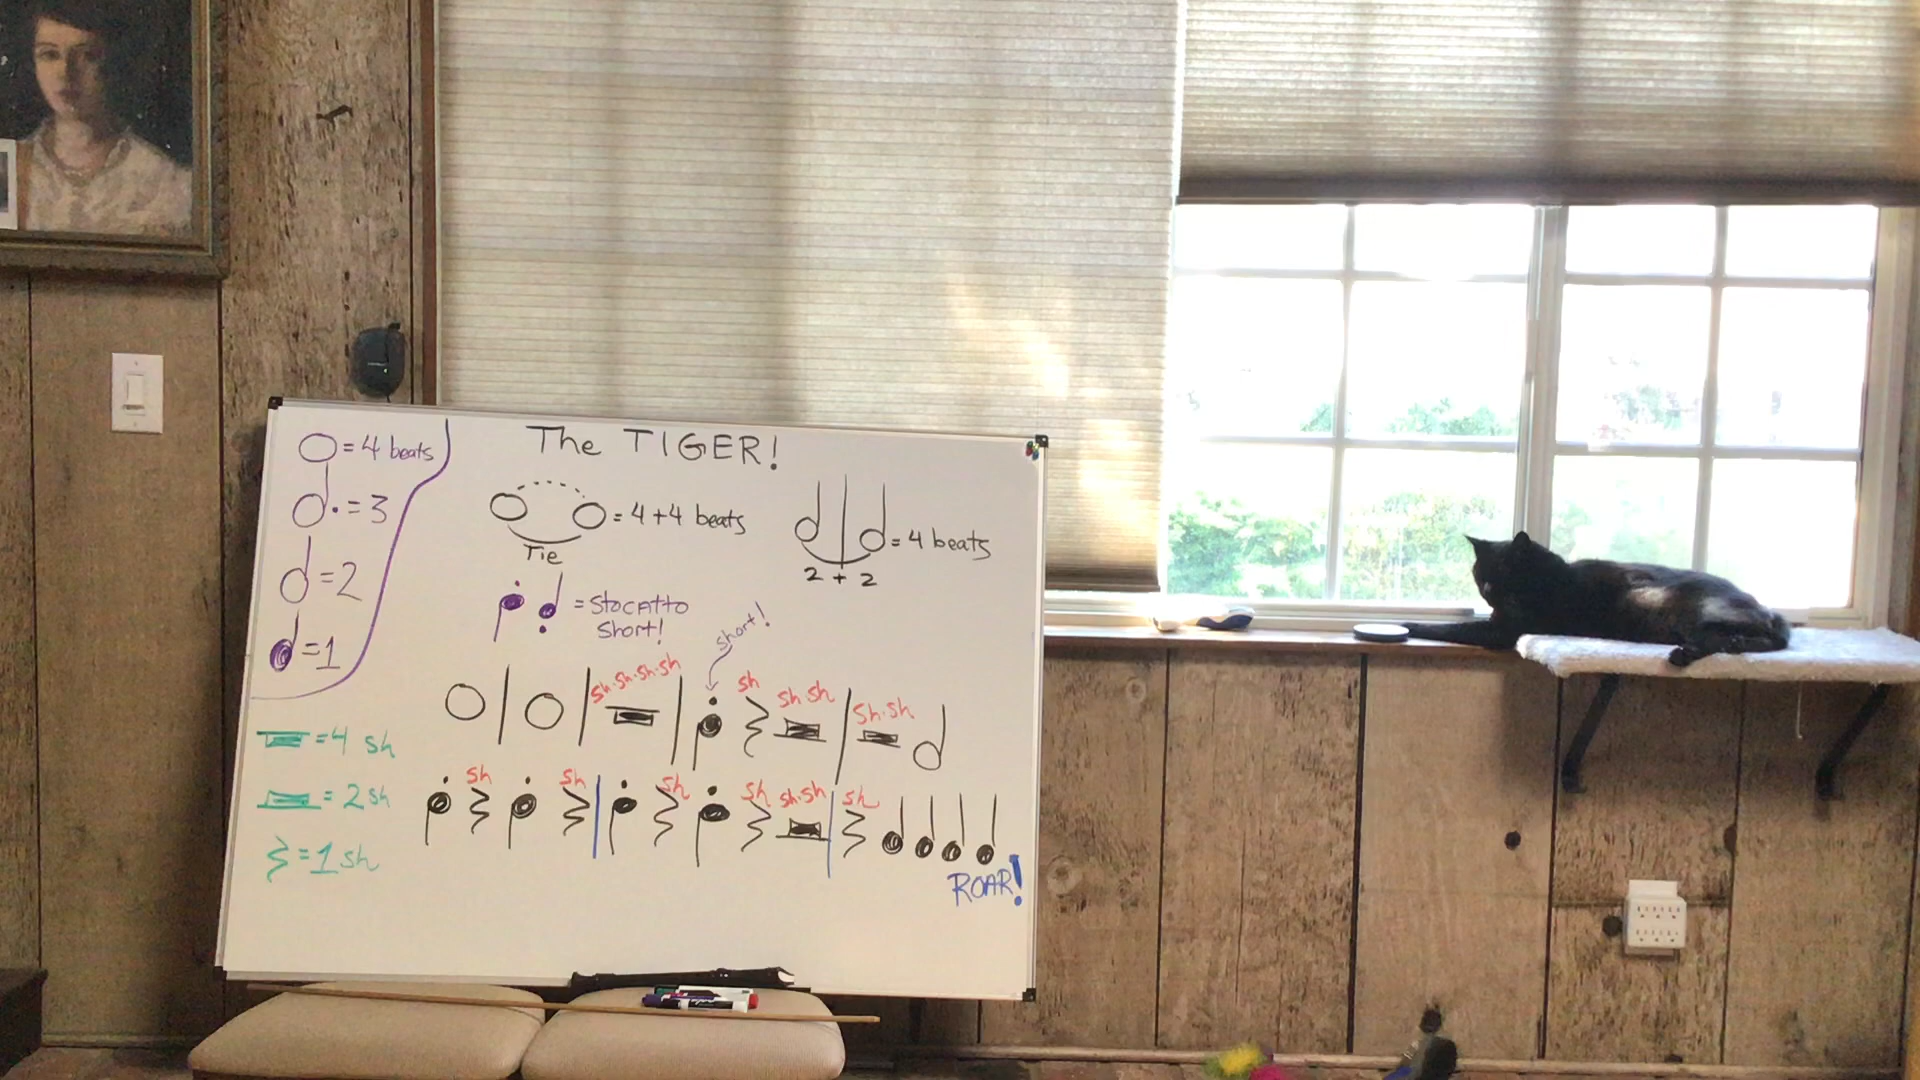 The TIGER!
= 4 beats
= 3
= 2
= 1
= 4 + 4 beats
Tie
= 4 beats
2 + 2
= STOCATTO
Short!
short!
sh·sh·sh·sh
sh
sh sh
sh·sh
= 4 sh
= 2 sh
= 1 sh
sh
sh
sh
sh
sh·sh
sh
ROAR!